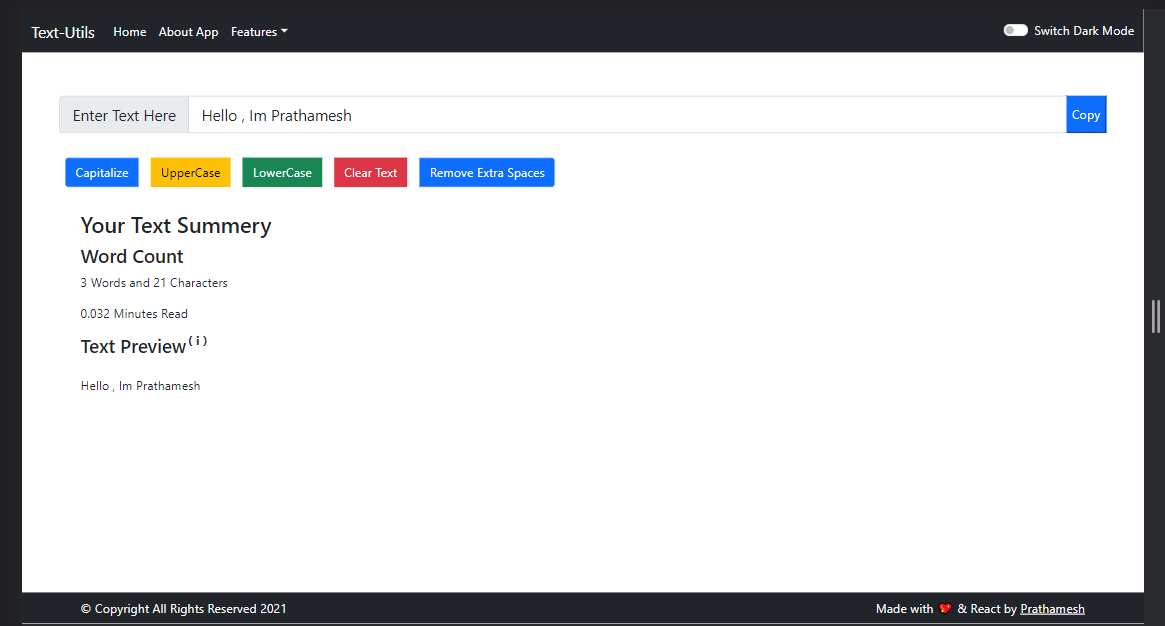 Text-Utils Home About App Features Switch Dark Mode
Enter Text Here Hello , Im Prathamesh Copy
Capitalize UpperCase LowerCase Clear Text Remove Extra Spaces
Your Text Summery
Word Count
3 Words and 21 Characters
0.032 Minutes Read
Text Preview(i)
Hello , Im Prathamesh
© Copyright All Rights Reserved 2021 Made with 💖 & React by Prathamesh